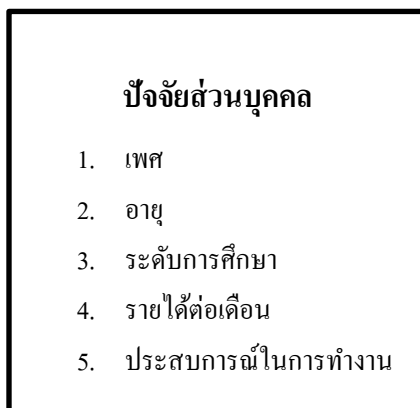 ปัจจัยส่วนบุคคล
1. เพศ
2. อายุ
3. ระดับการศึกษา
4. รายได้ต่อเดือน
5. ประสบการณ์ในการทำงาน